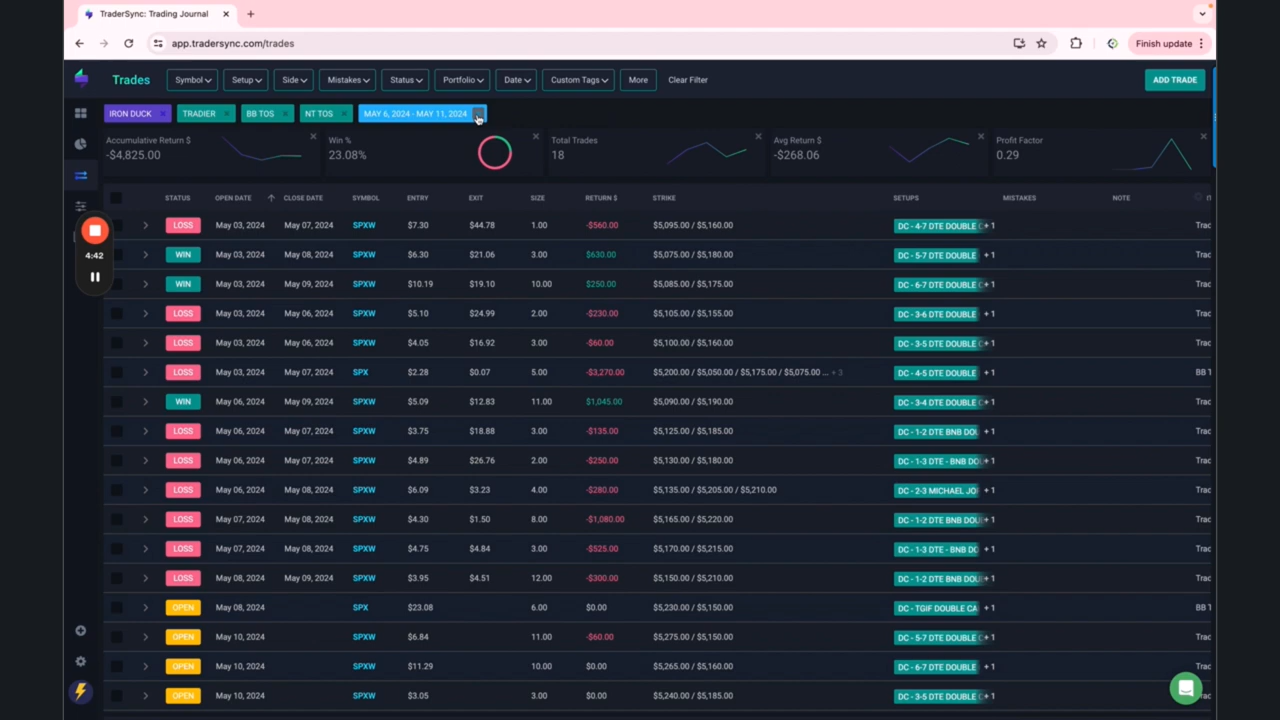 TraderSync: Trading Journal
app.tradersync.com/trades
Finish update
Trades Symbol Setup Side Mistakes Status Portfolio Date Custom Tags More Clear Filter ADD TRADE
IRON DUCK TRADIER BB TOS NT TOS MAY 6, 2024 - MAY 11, 2024
Accumulative Return $ Win % Total Trades Avg Return $ Profit Factor
-$4,825.00 23.08% 18 -$268.06 0.29
STATUS OPEN DATE CLOSE DATE SYMBOL ENTRY EXIT SIZE RETURN $ STRIKE SETUPS MISTAKES NOTE
LOSS May 03, 2024 May 07, 2024 SPXW $7.30 $44.78 1.00 -$560.00 $5,095.00 / $5,160.00 DC - 4-7 DTE DOUBLE C + 1 Trac
WIN May 03, 2024 May 08, 2024 SPXW $6.30 $21.06 3.00 $630.00 $5,075.00 / $5,180.00 DC - 5-7 DTE DOUBLE C + 1 Trac
WIN May 03, 2024 May 09, 2024 SPXW $10.19 $19.10 10.00 $250.00 $5,085.00 / $5,175.00 DC - 6-7 DTE DOUBLE C + 1 Trac
LOSS May 03, 2024 May 06, 2024 SPXW $5.10 $24.99 2.00 -$230.00 $5,105.00 / $5,155.00 DC - 3-6 DTE DOUBLE C + 1 Trac
LOSS May 03, 2024 May 06, 2024 SPXW $4.05 $16.92 3.00 -$60.00 $5,100.00 / $5,160.00 DC - 3-5 DTE DOUBLE C + 1 Trac
LOSS May 03, 2024 May 07, 2024 SPX $2.28 $0.07 5.00 -$3,270.00 $5,200.00 / $5,050.00 / $5,175.00 / $5,075.00 ... + 3 DC - 4-5 DTE DOUBLE + 1 BB T
WIN May 06, 2024 May 09, 2024 SPXW $5.09 $12.83 11.00 $1,045.00 $5,090.00 / $5,190.00 DC - 3-4 DTE DOUBLE C + 1 Trac
LOSS May 06, 2024 May 07, 2024 SPXW $3.75 $18.88 3.00 -$135.00 $5,125.00 / $5,185.00 DC - 1-2 DTE BNB DOU + 1 Trac
LOSS May 06, 2024 May 07, 2024 SPXW $4.89 $26.76 2.00 -$250.00 $5,130.00 / $5,180.00 DC - 1-3 DTE - BNB DO + 1 Trac
LOSS May 06, 2024 May 08, 2024 SPXW $6.09 $3.23 4.00 -$280.00 $5,135.00 / $5,205.00 / $5,210.00 DC - 2-3 MICHAEL JO + 1 Trac
LOSS May 07, 2024 May 08, 2024 SPXW $4.30 $1.50 8.00 -$1,080.00 $5,165.00 / $5,220.00 DC - 1-2 DTE BNB DOU + 1 Trac
LOSS May 07, 2024 May 08, 2024 SPXW $4.75 $4.84 3.00 -$525.00 $5,170.00 / $5,215.00 DC - 1-3 DTE - BNB DO + 1 Trac
LOSS May 08, 2024 May 09, 2024 SPXW $3.95 $4.51 12.00 -$300.00 $5,150.00 / $5,210.00 DC - 1-2 DTE BNB DOU + 1 Trac
OPEN May 08, 2024 SPX $23.08 6.00 $0.00 $5,230.00 / $5,150.00 DC - TGIF DOUBLE CA + 1 BB T
OPEN May 10, 2024 SPXW $6.84 11.00 -$60.00 $5,275.00 / $5,150.00 DC - 5-7 DTE DOUBLE C + 1 Trac
OPEN May 10, 2024 SPXW $11.29 10.00 $0.00 $5,265.00 / $5,160.00 DC - 6-7 DTE DOUBLE + 1 Trac
OPEN May 10, 2024 SPXW $3.05 3.00 $0.00 $5,240.00 / $5,185.00 DC - 3-5 DTE DOUBLE C + 1 Trac
4:42